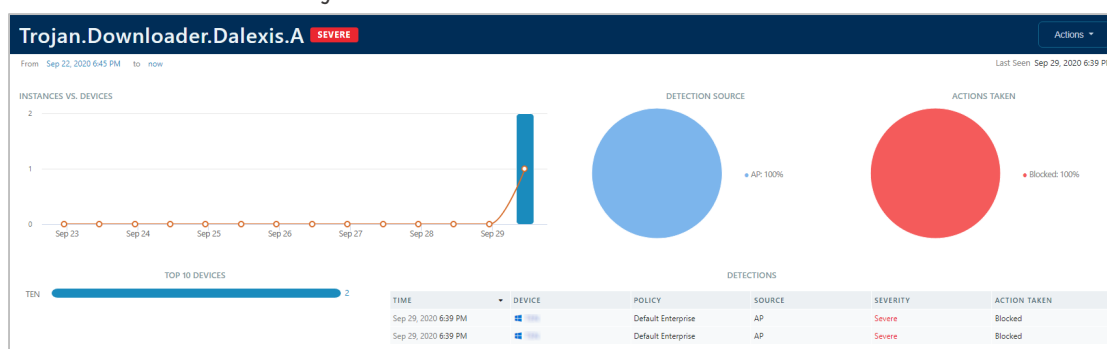 Trojan.Downloader.Dalexis.A SEVERE Actions
From Sep 22, 2020 6:45 PM to now Last Seen Sep 29, 2020 6:39 PM
INSTANCES VS. DEVICES DETECTION SOURCE ACTIONS TAKEN
2
1
0
AP: 100% Blocked: 100%
Sep 23 Sep 24 Sep 25 Sep 26 Sep 27 Sep 28 Sep 29
TOP 10 DEVICES DETECTIONS
TEN 2
TIME DEVICE POLICY SOURCE SEVERITY ACTION TAKEN
Sep 29, 2020 6:39 PM Default Enterprise AP Severe Blocked
Sep 29, 2020 6:39 PM Default Enterprise AP Severe Blocked